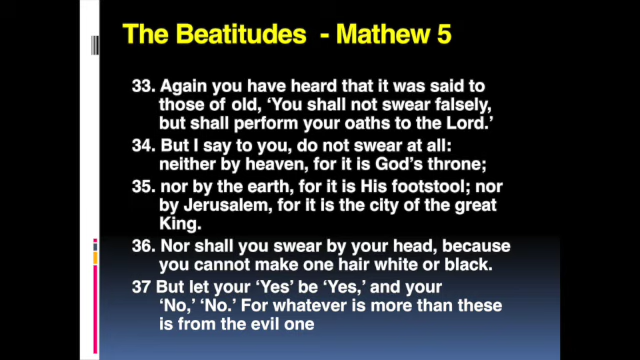 The Beatitudes - Mathew 5
33. Again you have heard that it was said to
those of old, ‘You shall not swear falsely,
but shall perform your oaths to the Lord.’
34. But I say to you, do not swear at all:
neither by heaven, for it is God’s throne;
35. nor by the earth, for it is His footstool; nor
by Jerusalem, for it is the city of the great
King.
36. Nor shall you swear by your head, because
you cannot make one hair white or black.
37 But let your ‘Yes’ be ‘Yes,’ and your
‘No,’ ‘No.’ For whatever is more than these
is from the evil one